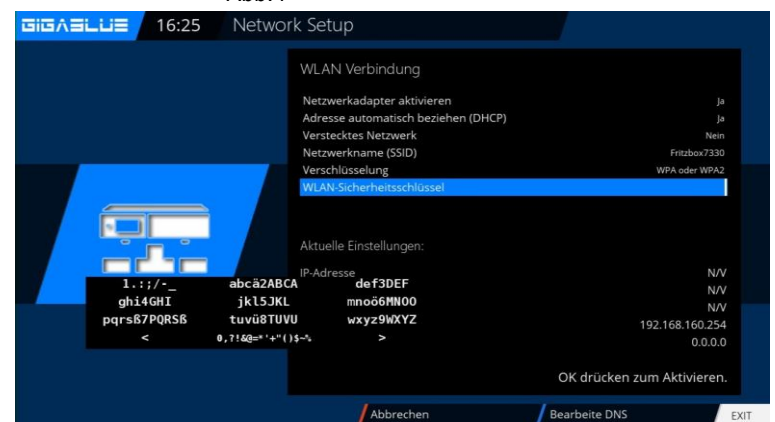 GIGABLUE 16:25 Network Setup
WLAN Verbindung
Netzwerkadapter aktivieren Ja
Adresse automatisch beziehen (DHCP) Ja
Verstecktes Netzwerk Nein
Netzwerkname (SSID) Fritzbox7330
Verschlüsselung WPA oder WPA2
WLAN-Sicherheitsschlüssel
Aktuelle Einstellungen:
IP-Adresse N/V
N/V
N/V
192.168.160.254
0.0.0.0
1.:;/-_ abcä2ABCA def3DEF
ghi4GHI jkl5JKL mnoö6MNOO
pqrsß7PQRSß tuvü8TUVU wxyz9WXYZ
< 0,?!&@=*'+"()$~% >
OK drücken zum Aktivieren.
Abbrechen Bearbeite DNS EXIT